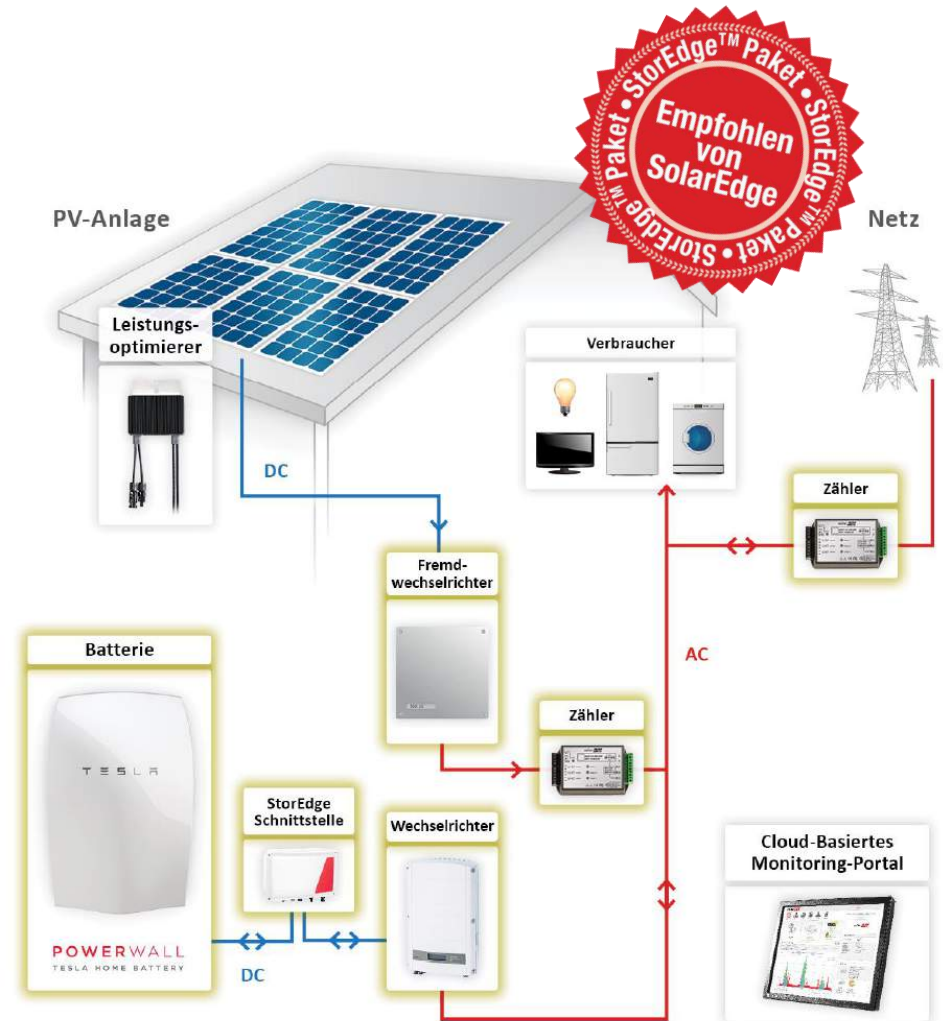 StorEdge™ Paket • StorEdge™ Paket • StorEdge™ Paket •
Empfohlen
von
SolarEdge
PV-Anlage
Netz
Leistungs-
optimierer
Verbraucher
DC
Zähler
Fremd-
wechselrichter
Batterie
AC
Zähler
TESLA
StorEdge
Schnittstelle
Wechselrichter
Cloud-Basiertes
Monitoring-Portal
POWERWALL
TESLA HOME BATTERY
DC